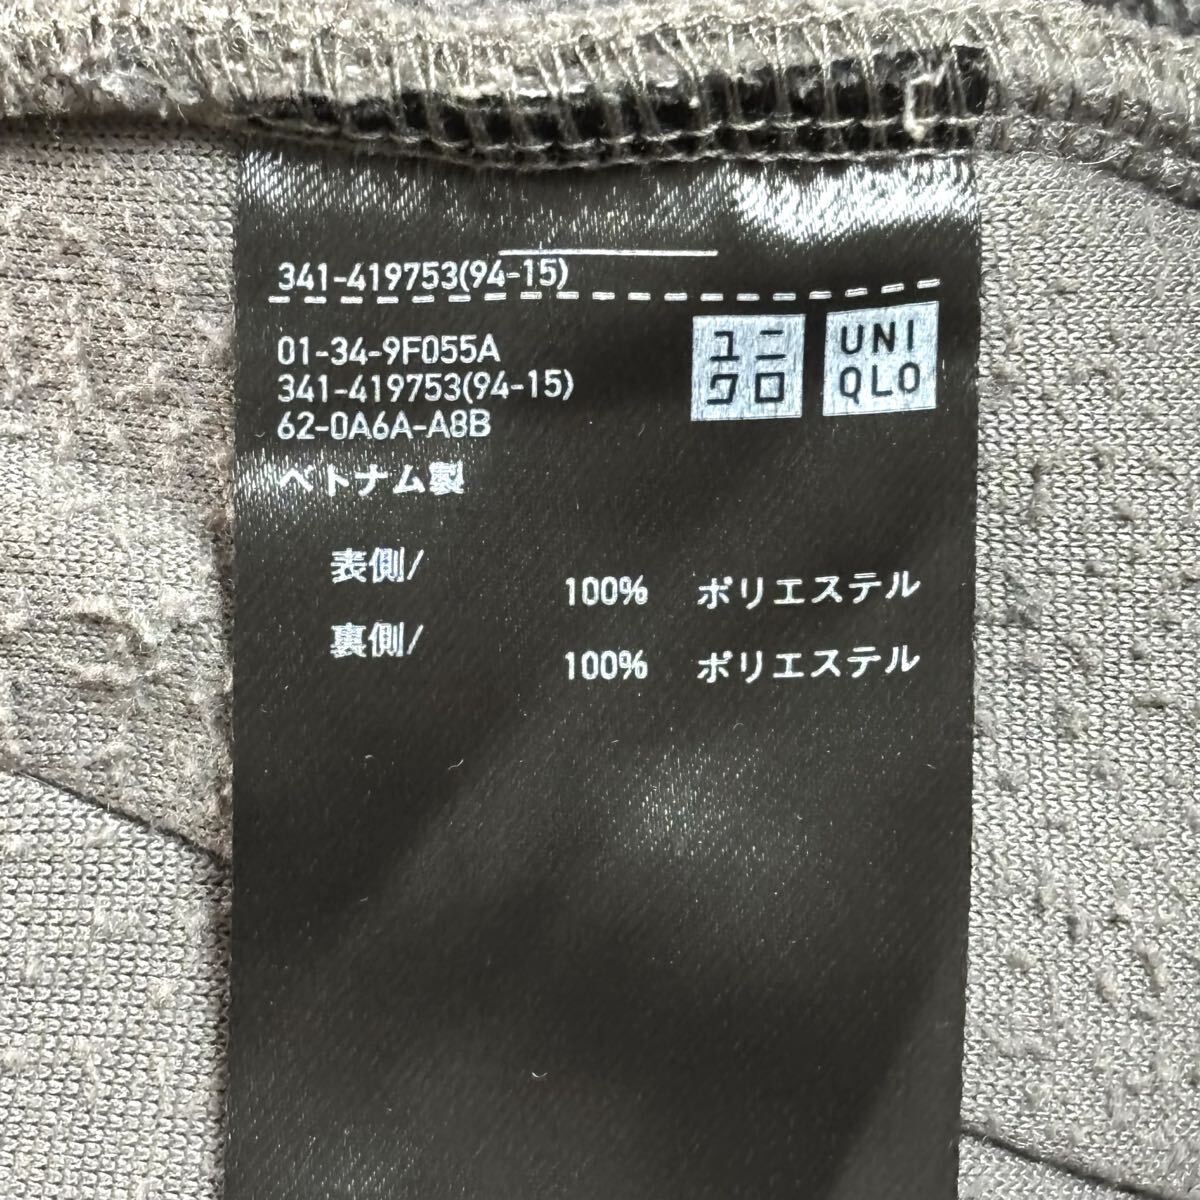 341-419753(94-15)
01-34-9F055A
341-419753(94-15)
62-0A6A-A8B
ベトナム製
ユニ
クロ
UNI
QLO
表側/
100% ポリエステル
裏側/
100% ポリエステル